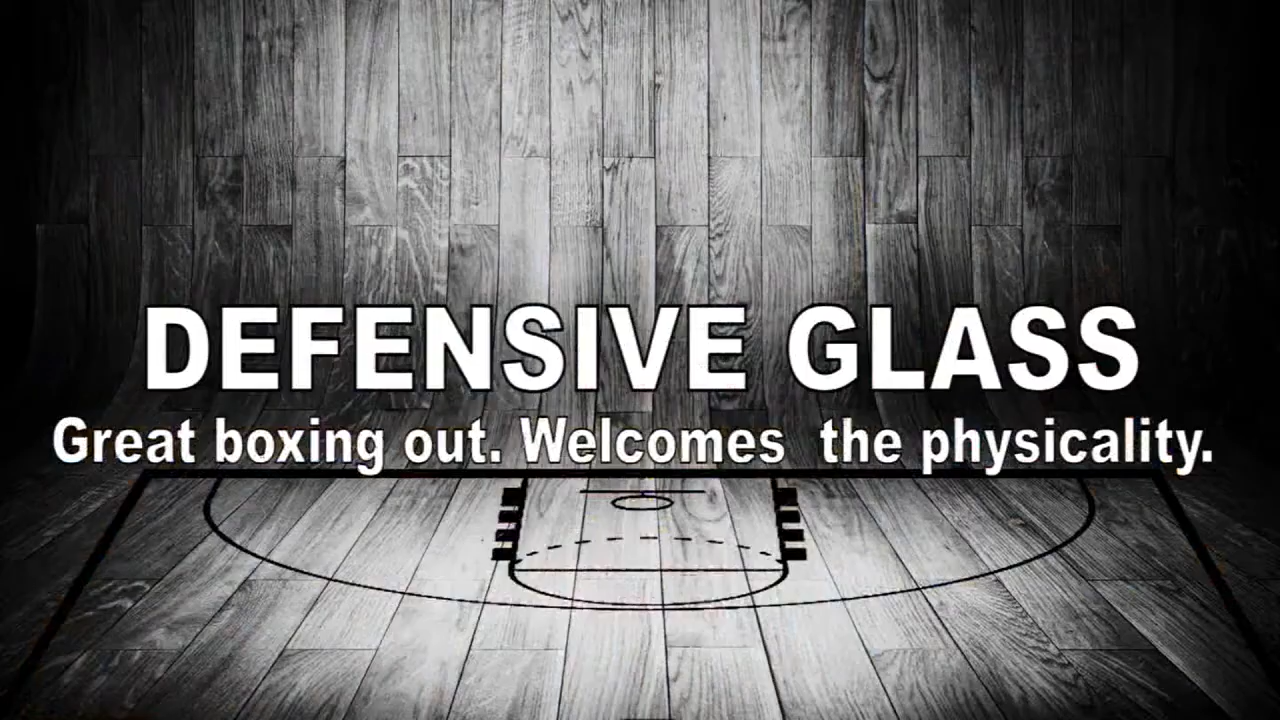 DEFENSIVE GLASS
Great boxing out. Welcomes  the physicality.